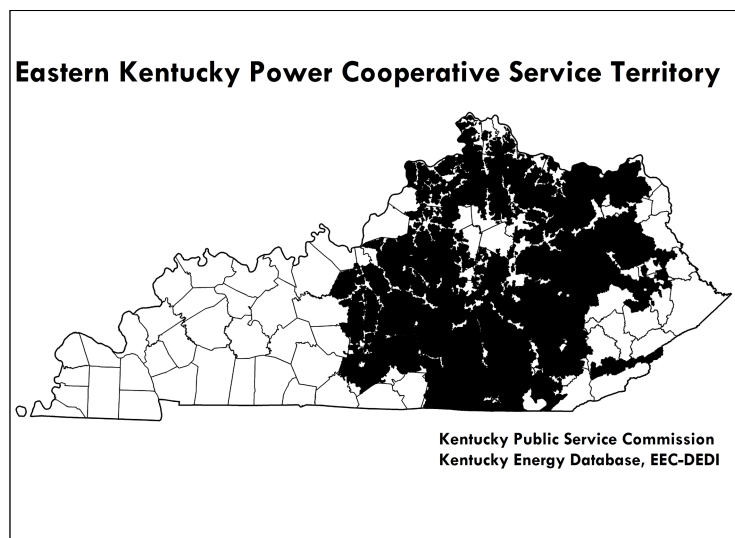 Eastern Kentucky Power Cooperative Service Territory
Kentucky Public Service Commission
Kentucky Energy Database, EEC-DEDI